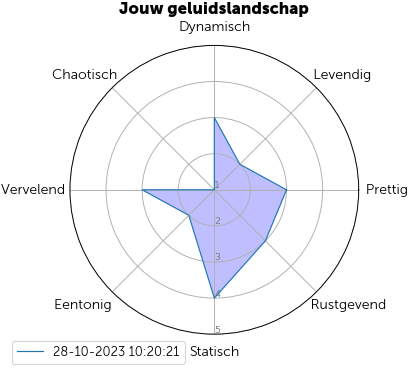 Jouw geluidslandschap
Dynamisch
Chaotisch
Levendig
Vervelend
Prettig
1
2
3
4
5
Eentonig
Rustgevend
28-10-2023 10:20:21
Statisch